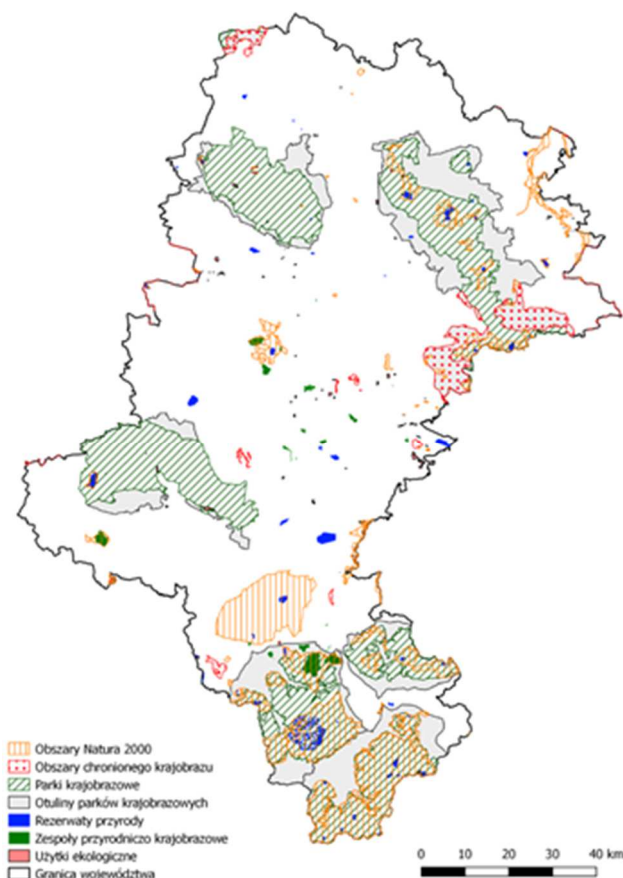 Obszary Natura 2000
Obszary chronionego krajobrazu
Parki krajobrazowe
Otuliny parków krajobrazowych
Rezerwaty przyrody
Zespoły przyrodniczo krajobrazowe
Użytki ekologiczne
Granica województwa
0 10 20 30 40 km